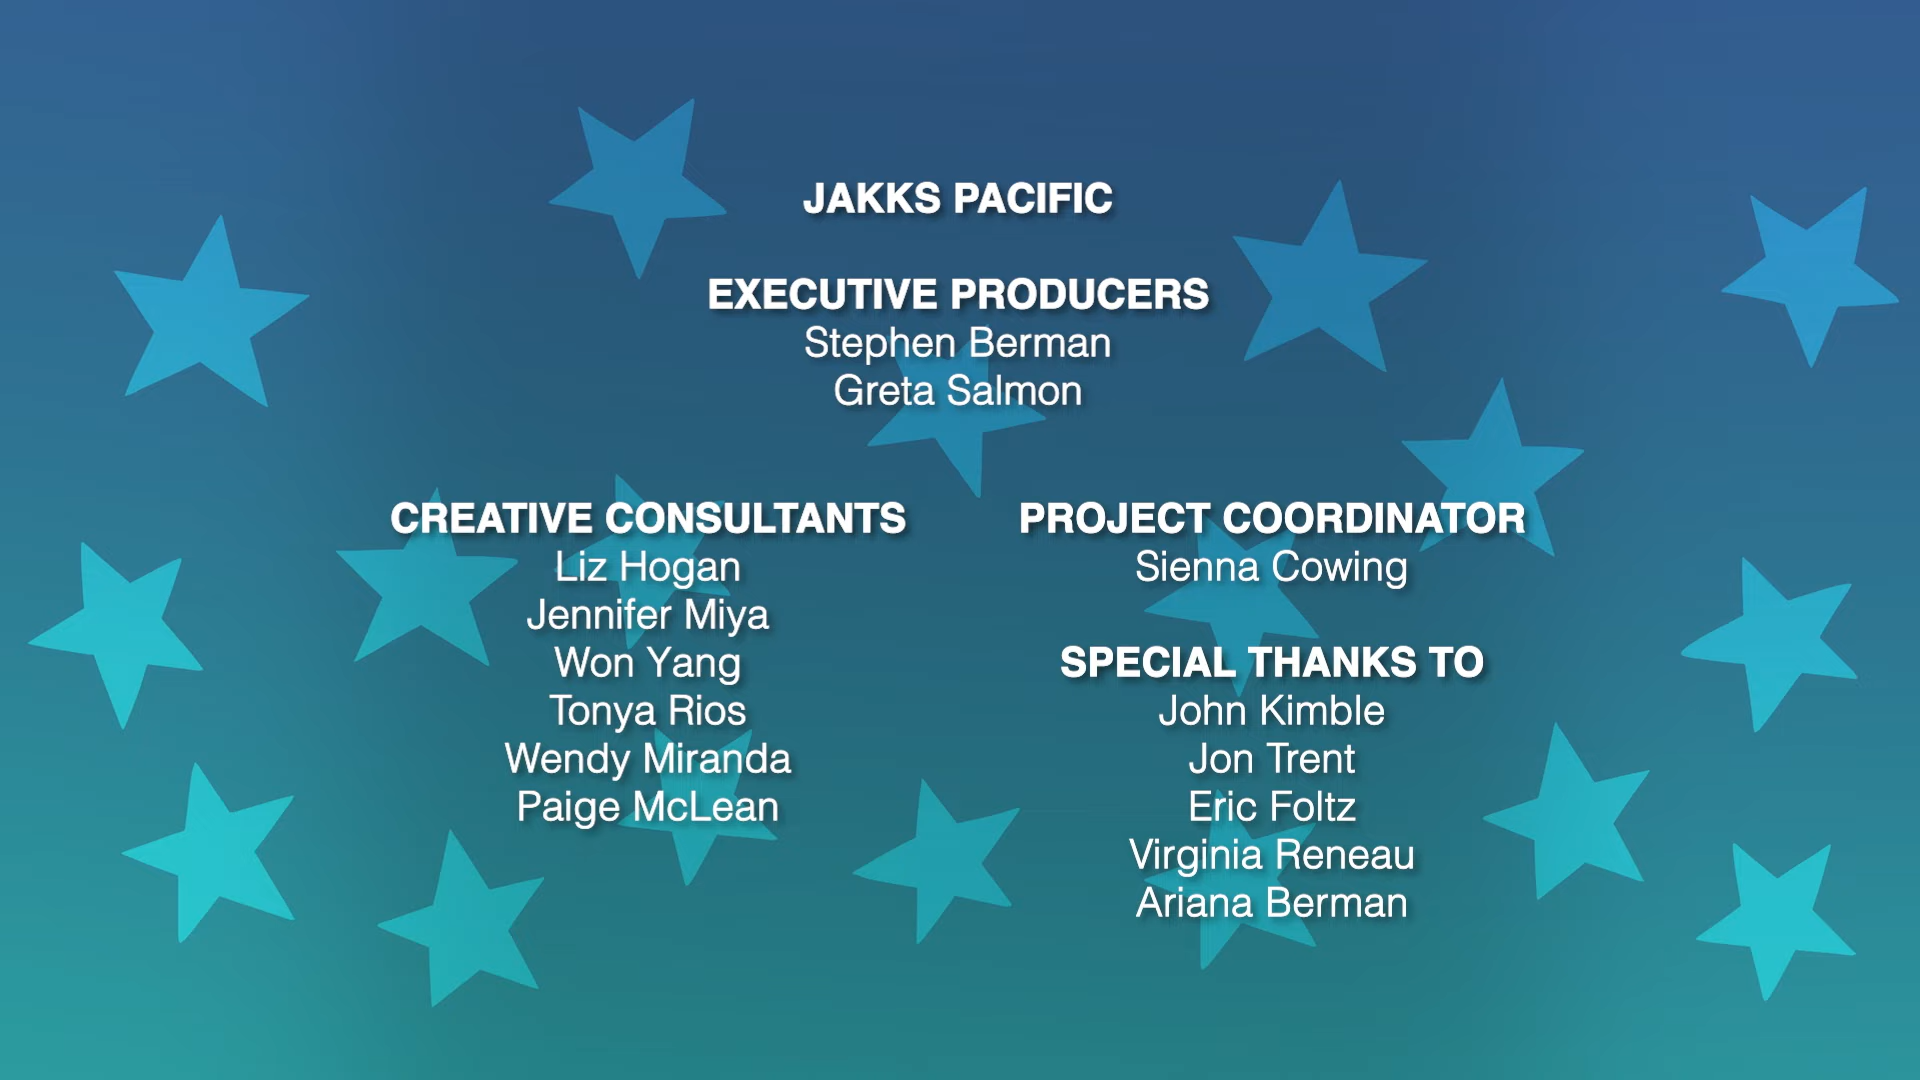 JAKKS PACIFIC
EXECUTIVE PRODUCERS
Stephen Berman
Greta Salmon
CREATIVE CONSULTANTS
Liz Hogan
Jennifer Miya
Won Yang
Tonya Rios
Wendy Miranda
Paige McLean
PROJECT COORDINATOR
Sienna Cowing
SPECIAL THANKS TO
John Kimble
Jon Trent
Eric Foltz
Virginia Reneau
Ariana Berman